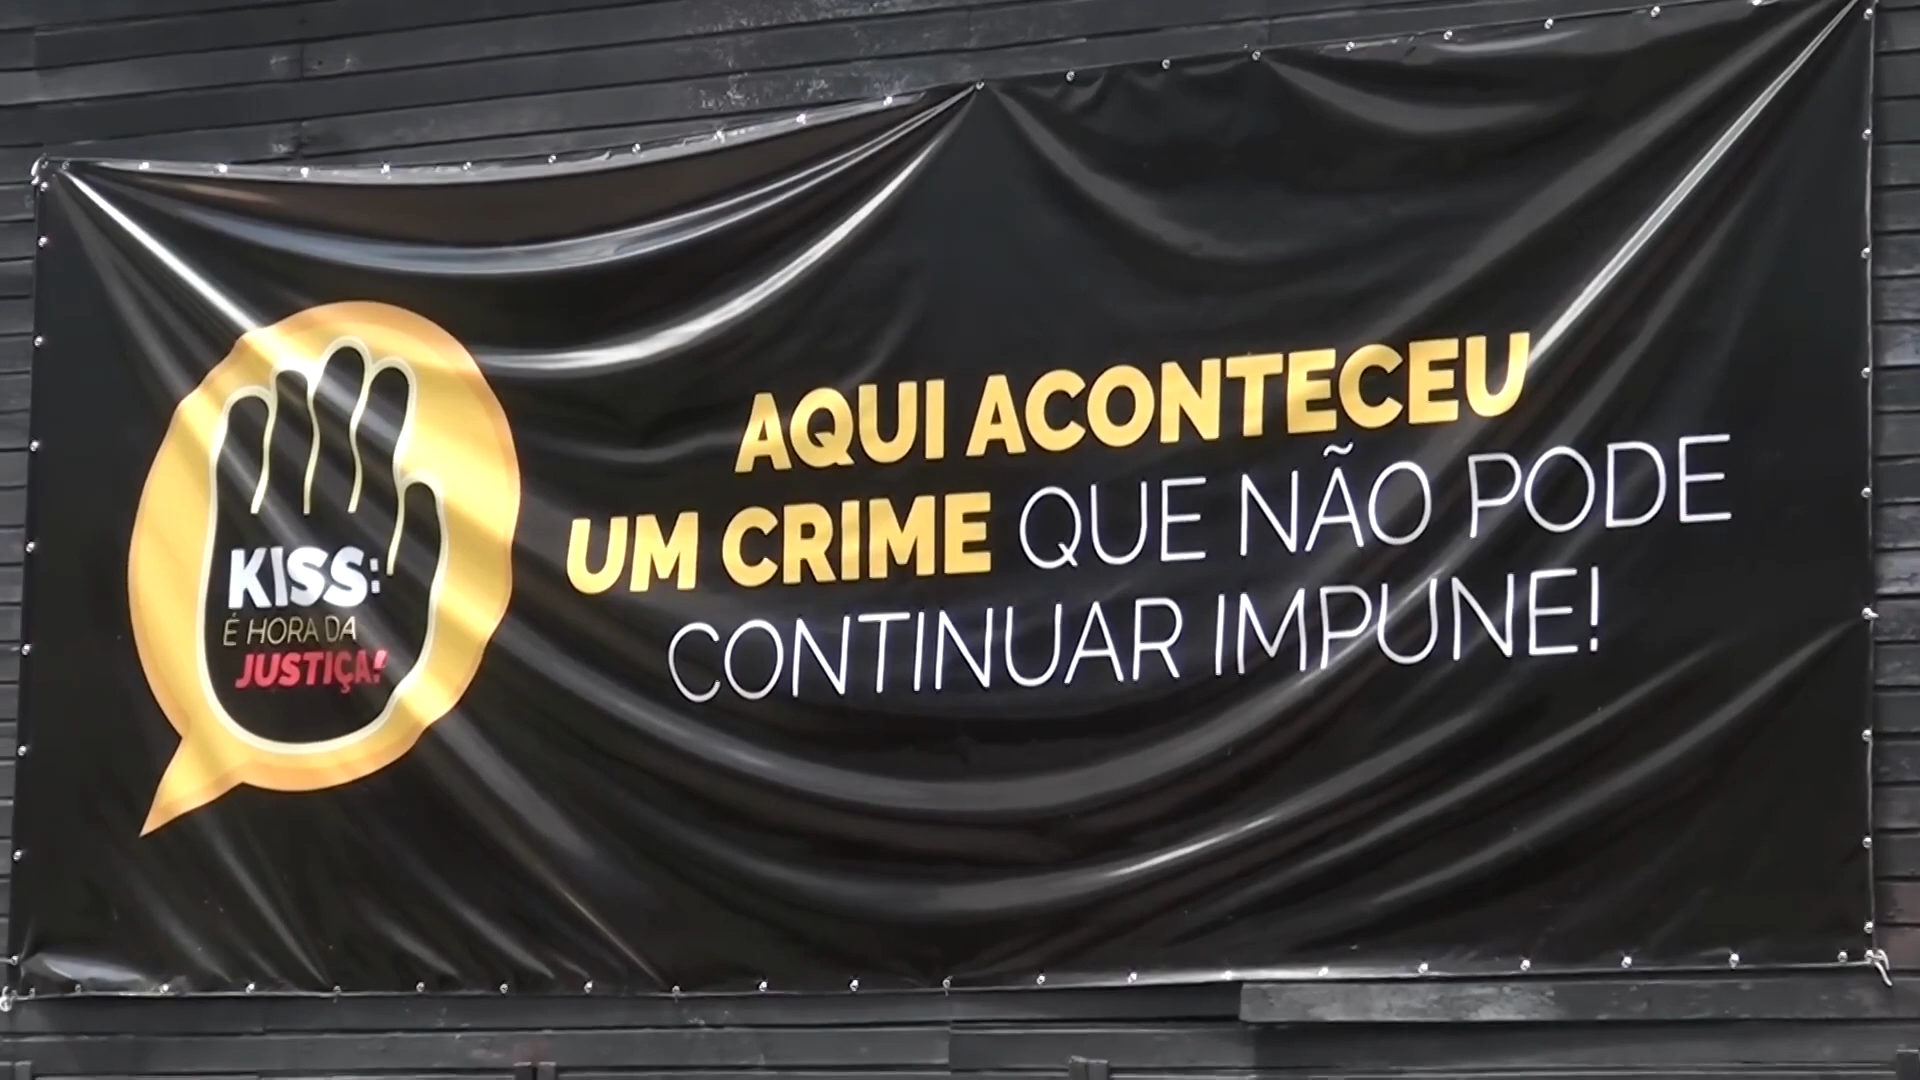 KISS:
É HORA DA
JUSTIÇA!
AQUI ACONTECEU
UM CRIME QUE NÃO PODE
CONTINUAR IMPUNE!